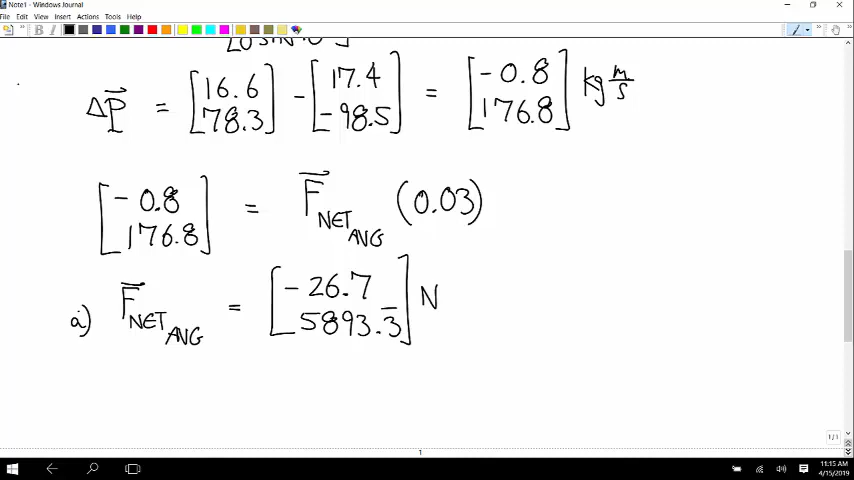 Note1 - Windows Journal
File Edit View Insert Actions Tools Help
B I
ΔP⃗ = [16.6 78.3] - [17.4 -98.5] = [-0.8 176.8] kg m/s
[-0.8 176.8] = F⃗ NET ANG (0.03)
a) F⃗ NET ANG = [-26.7 5893.3̅] N
1/1
1
11:15 AM
4/15/2019